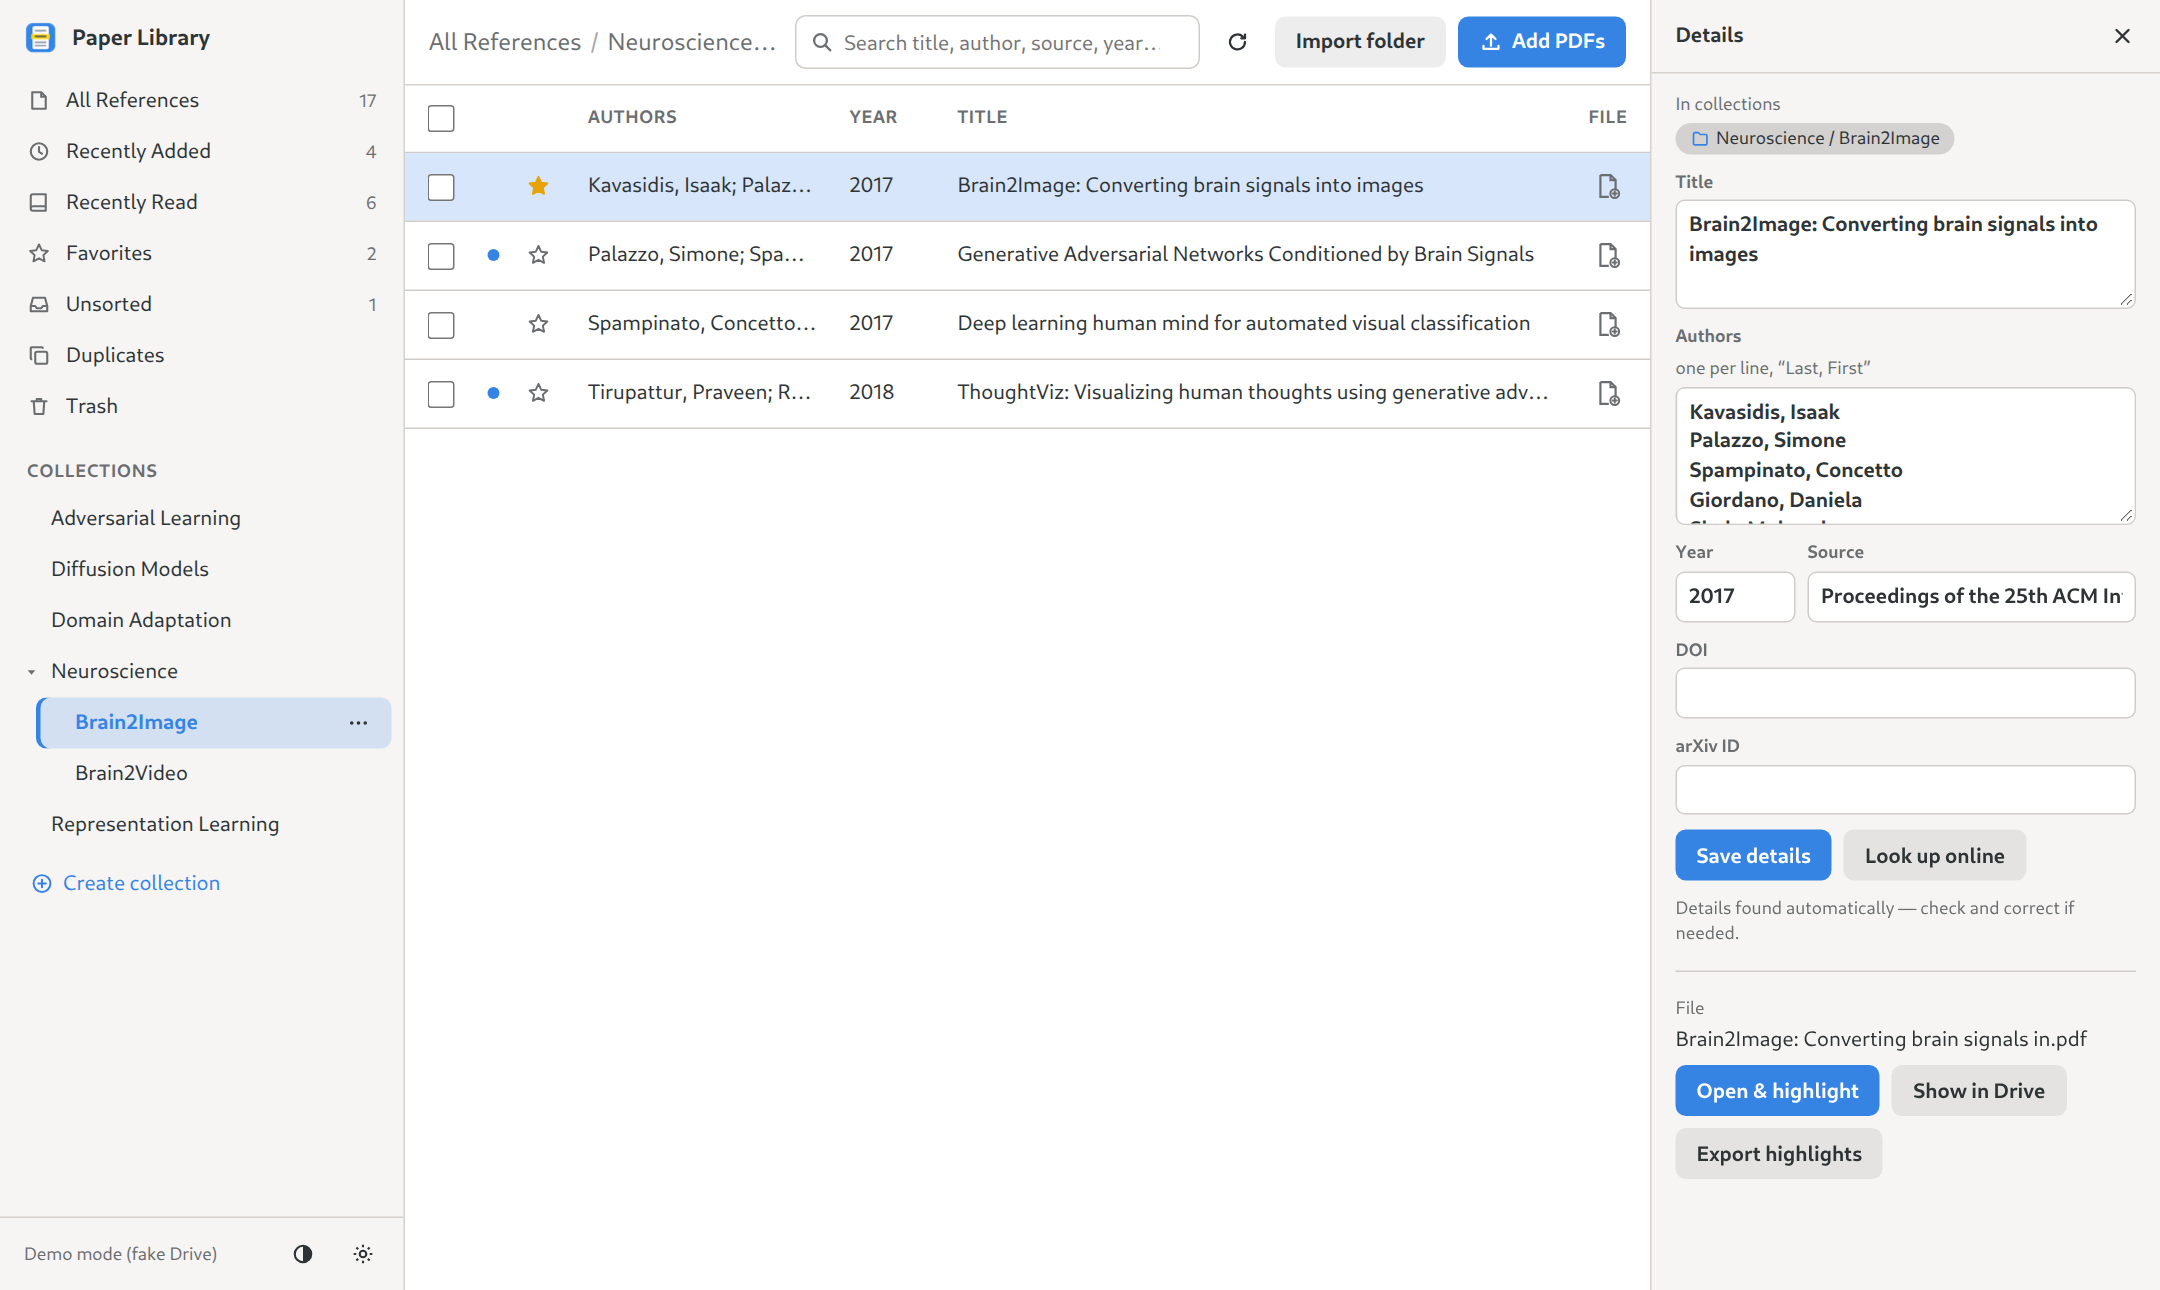 Paper Library
All References 17
Recently Added 4
Recently Read 6
Favorites 2
Unsorted 1
Duplicates
Trash
COLLECTIONS
Adversarial Learning
Diffusion Models
Domain Adaptation
Neuroscience
Brain2Image ...
Brain2Video
Representation Learning
Create collection
Demo mode (fake Drive)
All References / Neuroscience...
Search title, author, source, year...
Import folder
Add PDFs
AUTHORS YEAR TITLE FILE
Kavasidis, Isaak; Palaz... 2017 Brain2Image: Converting brain signals into images
Palazzo, Simone; Spa... 2017 Generative Adversarial Networks Conditioned by Brain Signals
Spampinato, Concetto... 2017 Deep learning human mind for automated visual classification
Tirupattur, Praveen; R... 2018 ThoughtViz: Visualizing human thoughts using generative adv...
Details
In collections
Neuroscience / Brain2Image
Title
Brain2Image: Converting brain signals into
images
Authors
one per line, “Last, First”
Kavasidis, Isaak
Palazzo, Simone
Spampinato, Concetto
Giordano, Daniela
Year Source
2017 Proceedings of the 25th ACM In
DOI
arXiv ID
Save details Look up online
Details found automatically — check and correct if
needed.
File
Brain2Image: Converting brain signals in.pdf
Open & highlight Show in Drive
Export highlights